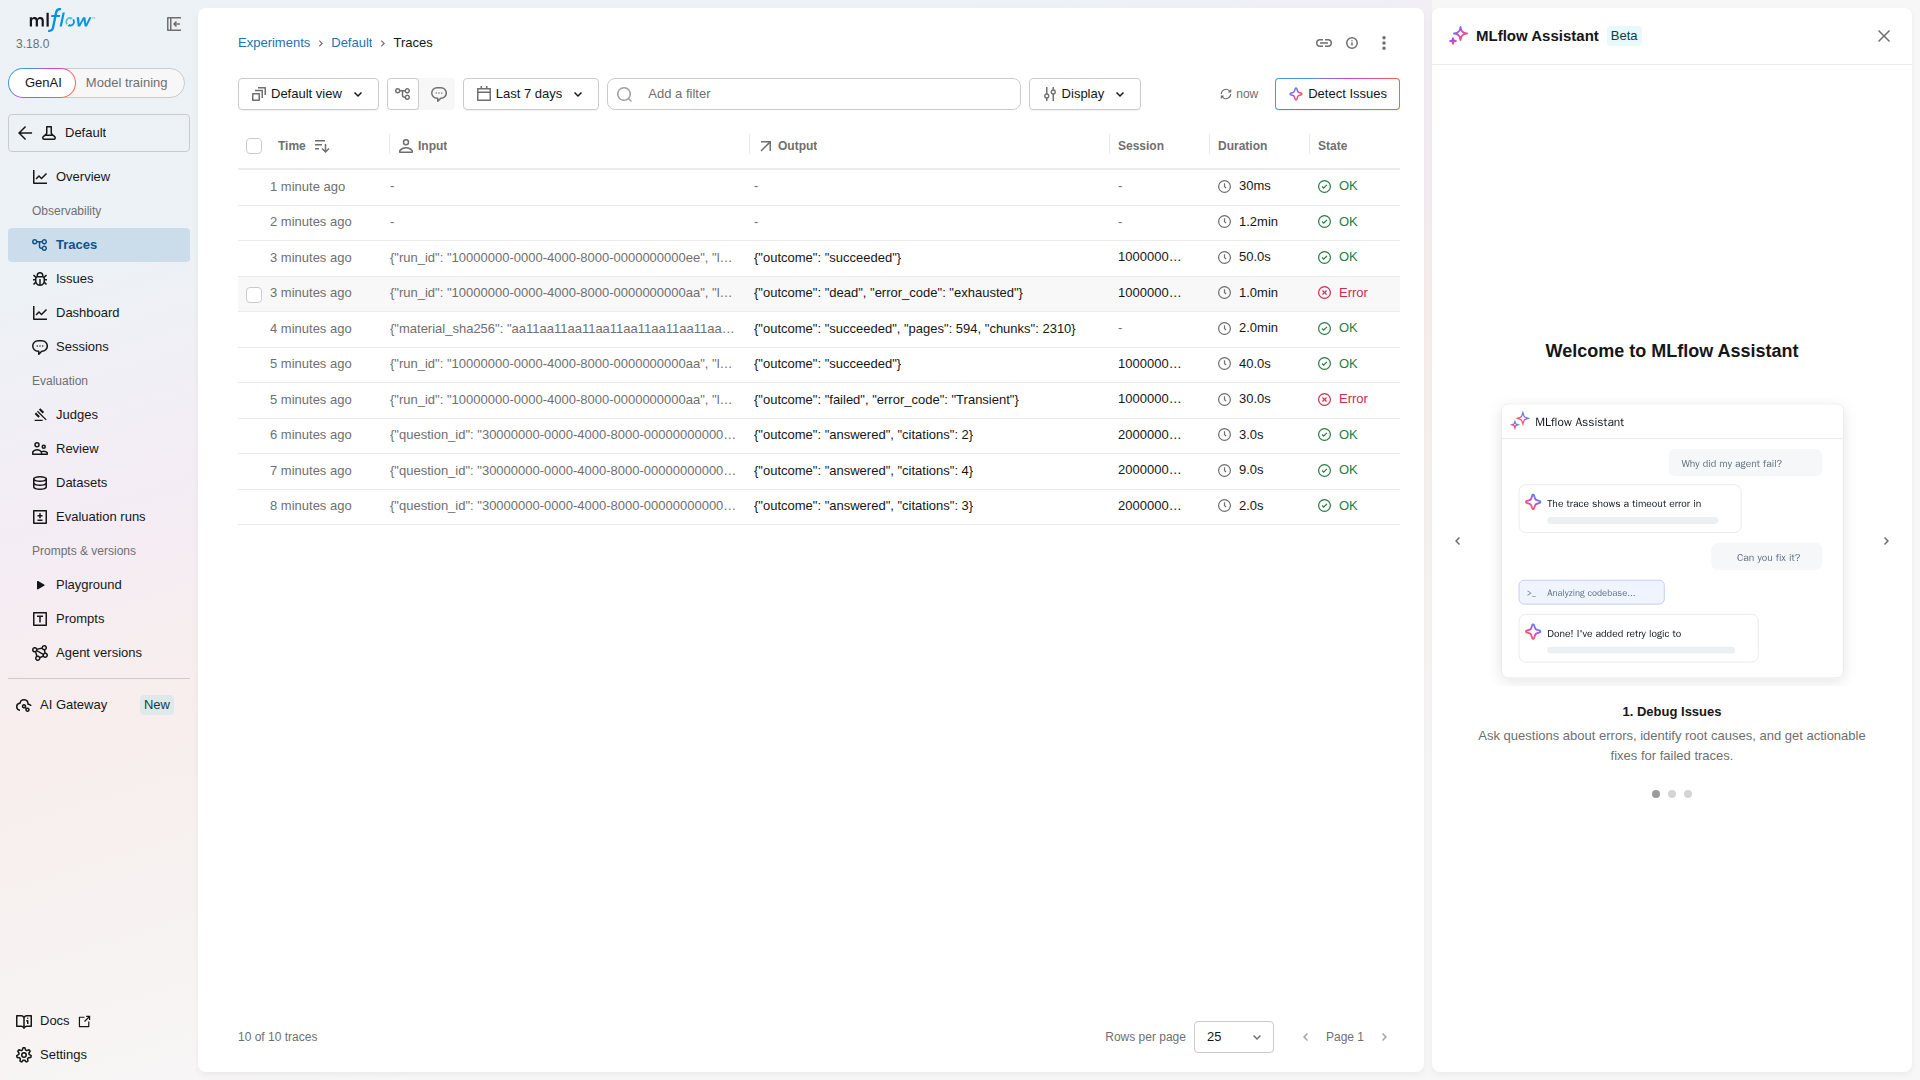 mlflow
3.18.0
GenAI Model training
Default
Overview
Observability
Traces
Issues
Dashboard
Sessions
Evaluation
Judges
Review
Datasets
Evaluation runs
Prompts & versions
Playground
Prompts
Agent versions
AI Gateway New
Docs
Settings
Experiments › Default › Traces
Default view Last 7 days Add a filter Display now Detect Issues
Time Input Output Session Duration State
1 minute ago - - - 30ms OK
2 minutes ago - - - 1.2min OK
3 minutes ago {"run_id": "10000000-0000-4000-8000-0000000000ee", "l… {"outcome": "succeeded"} 1000000… 50.0s OK
3 minutes ago {"run_id": "10000000-0000-4000-8000-0000000000aa", "l… {"outcome": "dead", "error_code": "exhausted"} 1000000… 1.0min Error
4 minutes ago {"material_sha256": "aa11aa11aa11aa11aa11aa11aa11aa… {"outcome": "succeeded", "pages": 594, "chunks": 2310} - 2.0min OK
5 minutes ago {"run_id": "10000000-0000-4000-8000-0000000000aa", "l… {"outcome": "succeeded"} 1000000… 40.0s OK
5 minutes ago {"run_id": "10000000-0000-4000-8000-0000000000aa", "l… {"outcome": "failed", "error_code": "Transient"} 1000000… 30.0s Error
6 minutes ago {"question_id": "30000000-0000-4000-8000-00000000000… {"outcome": "answered", "citations": 2} 2000000… 3.0s OK
7 minutes ago {"question_id": "30000000-0000-4000-8000-00000000000… {"outcome": "answered", "citations": 4} 2000000… 9.0s OK
8 minutes ago {"question_id": "30000000-0000-4000-8000-00000000000… {"outcome": "answered", "citations": 3} 2000000… 2.0s OK
10 of 10 traces
Rows per page 25 Page 1
MLflow Assistant Beta
Welcome to MLflow Assistant
MLflow Assistant
Why did my agent fail?
The trace shows a timeout error in
Can you fix it?
>_ Analyzing codebase...
Done! I've added retry logic to
1. Debug Issues
Ask questions about errors, identify root causes, and get actionable
fixes for failed traces.